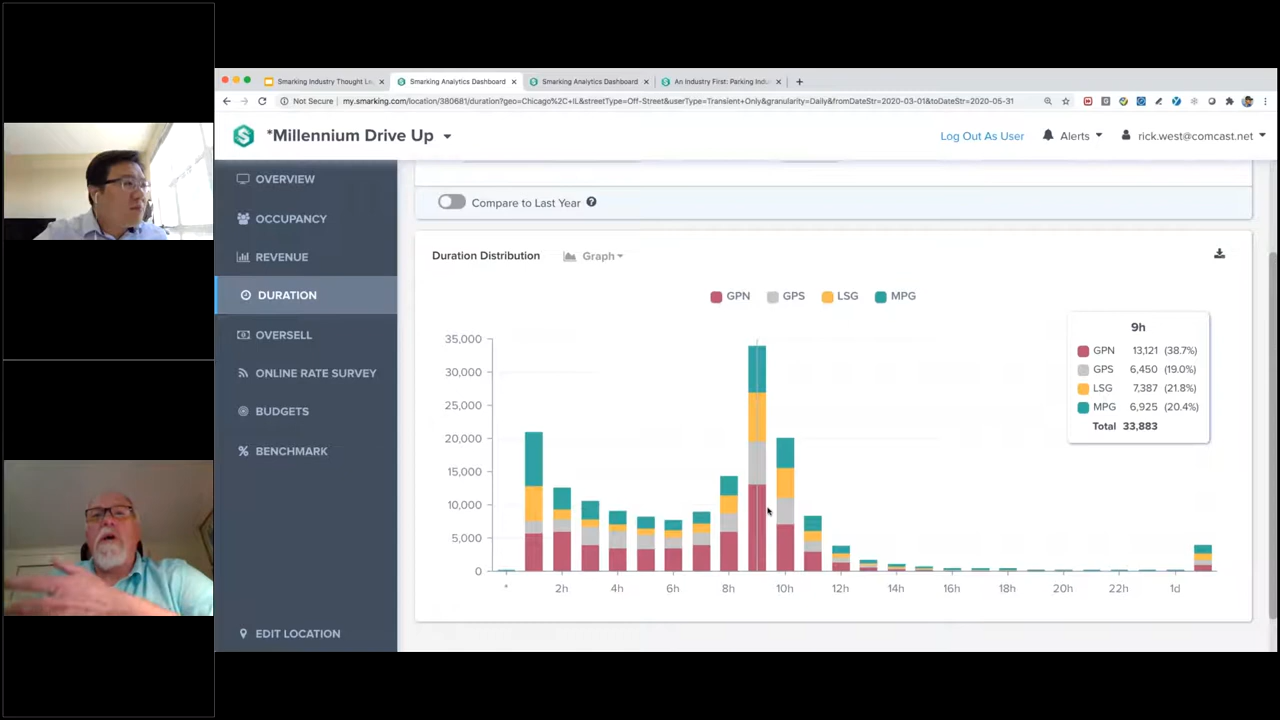 Smarking Industry Thought Le
Smarking Analytics Dashboard
Smarking Analytics Dashboard
An Industry First: Parking Indu
Not Secure
my.smarking.com/location/380681/duration?geo=Chicago%2C+IL&streetType=Off-Street&userType=Transient+Only&granularity=Daily&fromDateStr=2020-03-01&toDateStr=2020-05-31
*Millennium Drive Up
Log Out As User
Alerts
rick.west@comcast.net
OVERVIEW
OCCUPANCY
REVENUE
DURATION
OVERSELL
ONLINE RATE SURVEY
BUDGETS
BENCHMARK
EDIT LOCATION
Compare to Last Year ?
Duration Distribution
Graph
GPN GPS LSG MPG
35,000
30,000
25,000
20,000
15,000
10,000
5,000
0
* 2h 4h 6h 8h 10h 12h 14h 16h 18h 20h 22h 1d
9h
GPN 13,121 (38.7%)
GPS 6,450 (19.0%)
LSG 7,387 (21.8%)
MPG 6,925 (20.4%)
Total 33,883